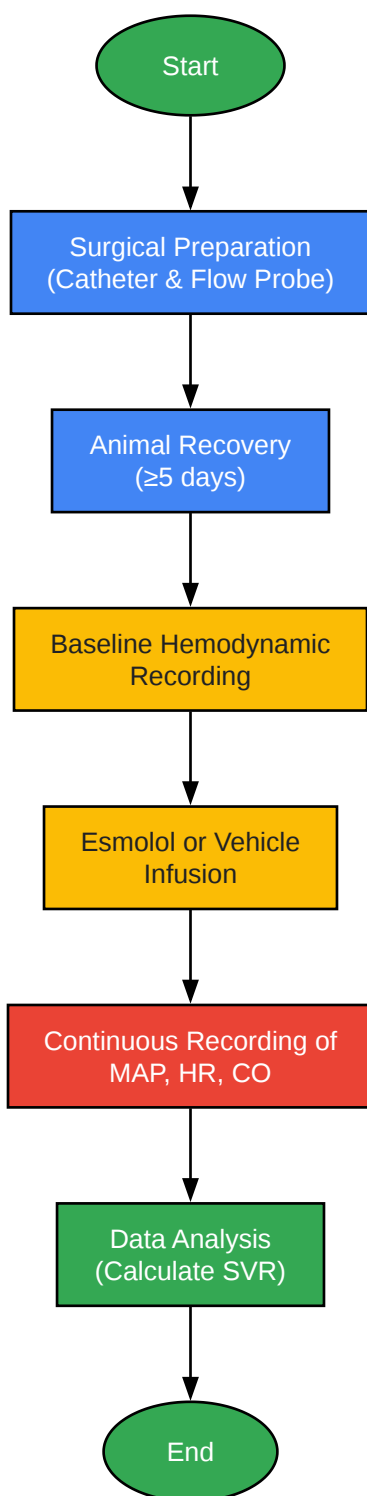 Start
Surgical Preparation
(Catheter & Flow Probe)
Animal Recovery
(≥5 days)
Baseline Hemodynamic
Recording
Esmolol or Vehicle
Infusion
Continuous Recording of
MAP, HR, CO
Data Analysis
(Calculate SVR)
End